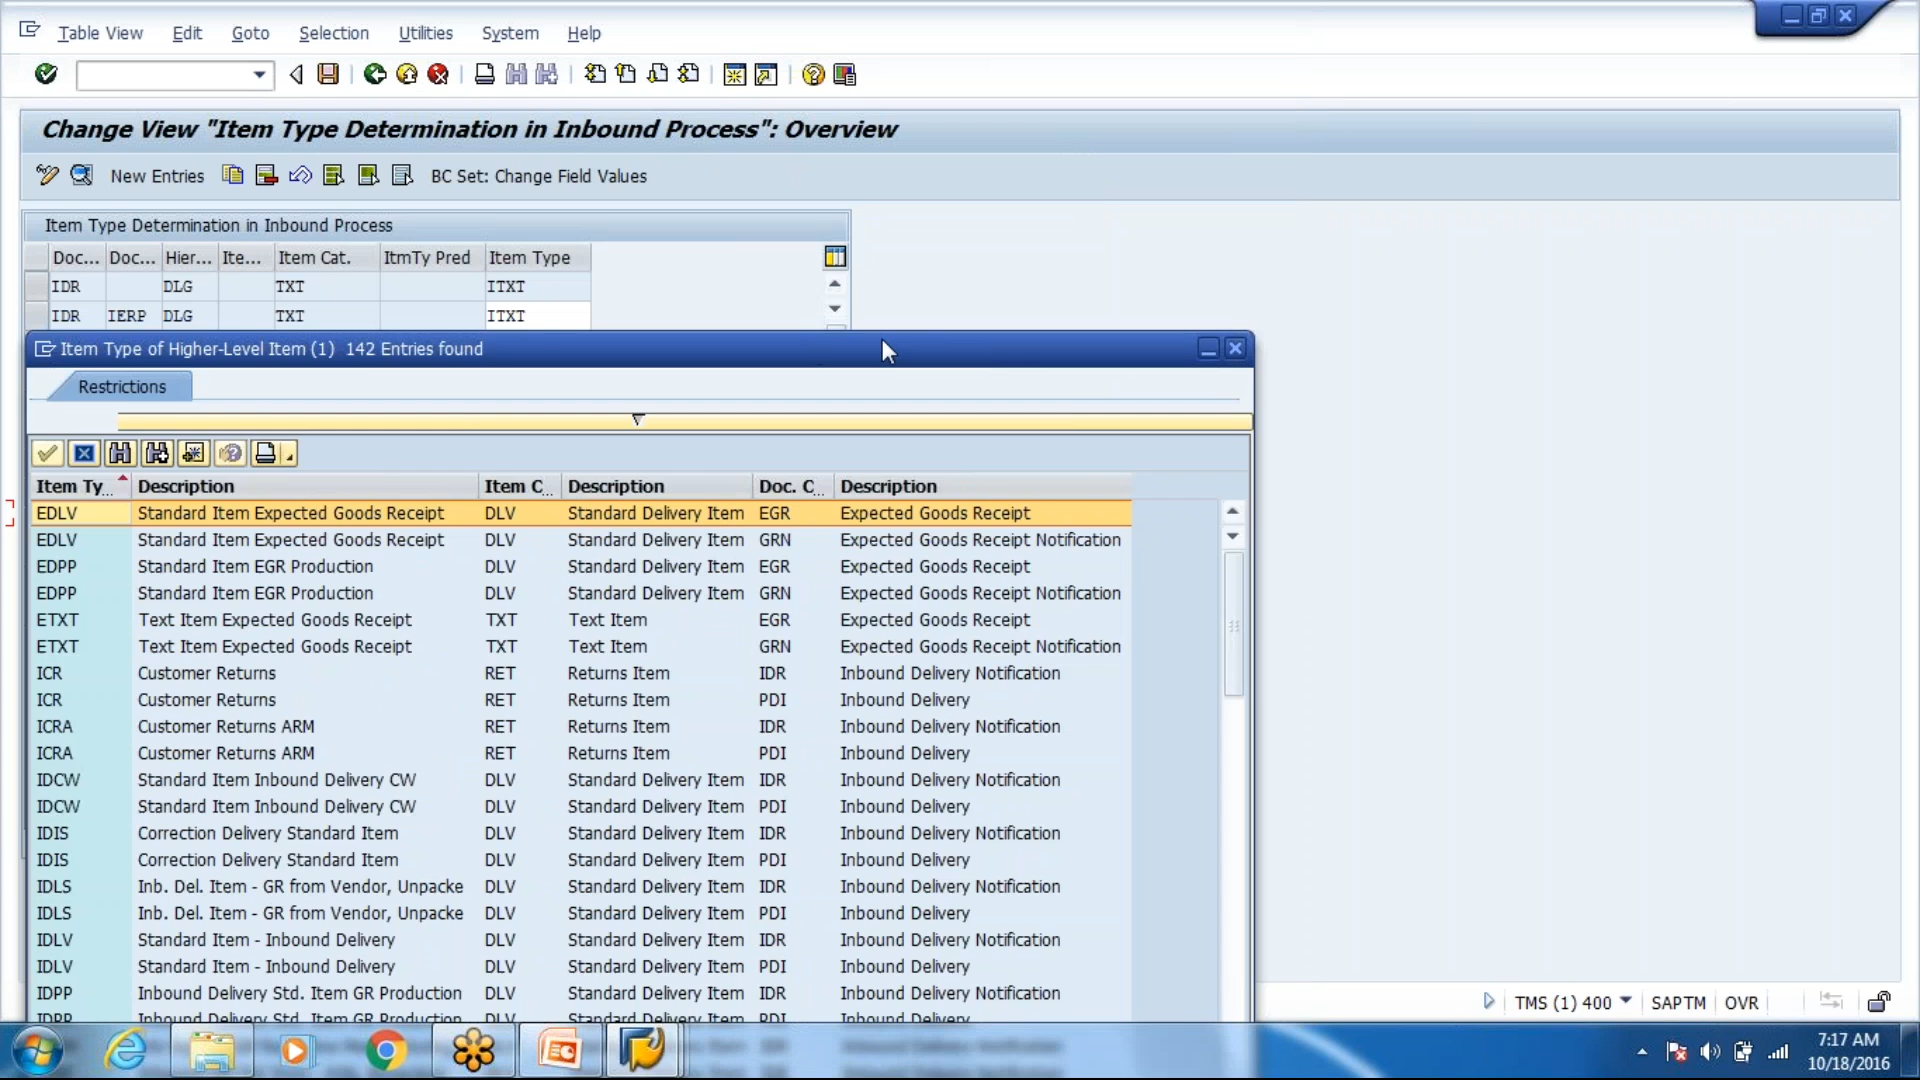 Table View Edit Goto Selection Utilities System Help
Change View "Item Type Determination in Inbound Process": Overview
New Entries BC Set: Change Field Values
Item Type Determination in Inbound Process
Doc... Doc... Hier... Ite... Item Cat. ItmTy Pred Item Type
IDR DLG TXT ITXT
IDR IERP DLG TXT ITXT
Item Type of Higher-Level Item (1) 142 Entries found
Restrictions
Item Ty... Description Item C... Description Doc. C... Description
EDLV Standard Item Expected Goods Receipt DLV Standard Delivery Item EGR Expected Goods Receipt
EDLV Standard Item Expected Goods Receipt DLV Standard Delivery Item GRN Expected Goods Receipt Notification
EDPP Standard Item EGR Production DLV Standard Delivery Item EGR Expected Goods Receipt
EDPP Standard Item EGR Production DLV Standard Delivery Item GRN Expected Goods Receipt Notification
ETXT Text Item Expected Goods Receipt TXT Text Item EGR Expected Goods Receipt
ETXT Text Item Expected Goods Receipt TXT Text Item GRN Expected Goods Receipt Notification
ICR Customer Returns RET Returns Item IDR Inbound Delivery Notification
ICR Customer Returns RET Returns Item PDI Inbound Delivery
ICRA Customer Returns ARM RET Returns Item IDR Inbound Delivery Notification
ICRA Customer Returns ARM RET Returns Item PDI Inbound Delivery
IDCW Standard Item Inbound Delivery CW DLV Standard Delivery Item IDR Inbound Delivery Notification
IDCW Standard Item Inbound Delivery CW DLV Standard Delivery Item PDI Inbound Delivery
IDIS Correction Delivery Standard Item DLV Standard Delivery Item IDR Inbound Delivery Notification
IDIS Correction Delivery Standard Item DLV Standard Delivery Item PDI Inbound Delivery
IDLS Inb. Del. Item - GR from Vendor, Unpacke DLV Standard Delivery Item IDR Inbound Delivery Notification
IDLS Inb. Del. Item - GR from Vendor, Unpacke DLV Standard Delivery Item PDI Inbound Delivery
IDLV Standard Item - Inbound Delivery DLV Standard Delivery Item IDR Inbound Delivery Notification
IDLV Standard Item - Inbound Delivery DLV Standard Delivery Item PDI Inbound Delivery
IDPP Inbound Delivery Std. Item GR Production DLV Standard Delivery Item IDR Inbound Delivery Notification
IDPP Inbound Delivery Std. Item GR Production DLV Standard Delivery Item PDI Inbound Delivery
TMS (1) 400 SAPTM OVR
7:17 AM
10/18/2016